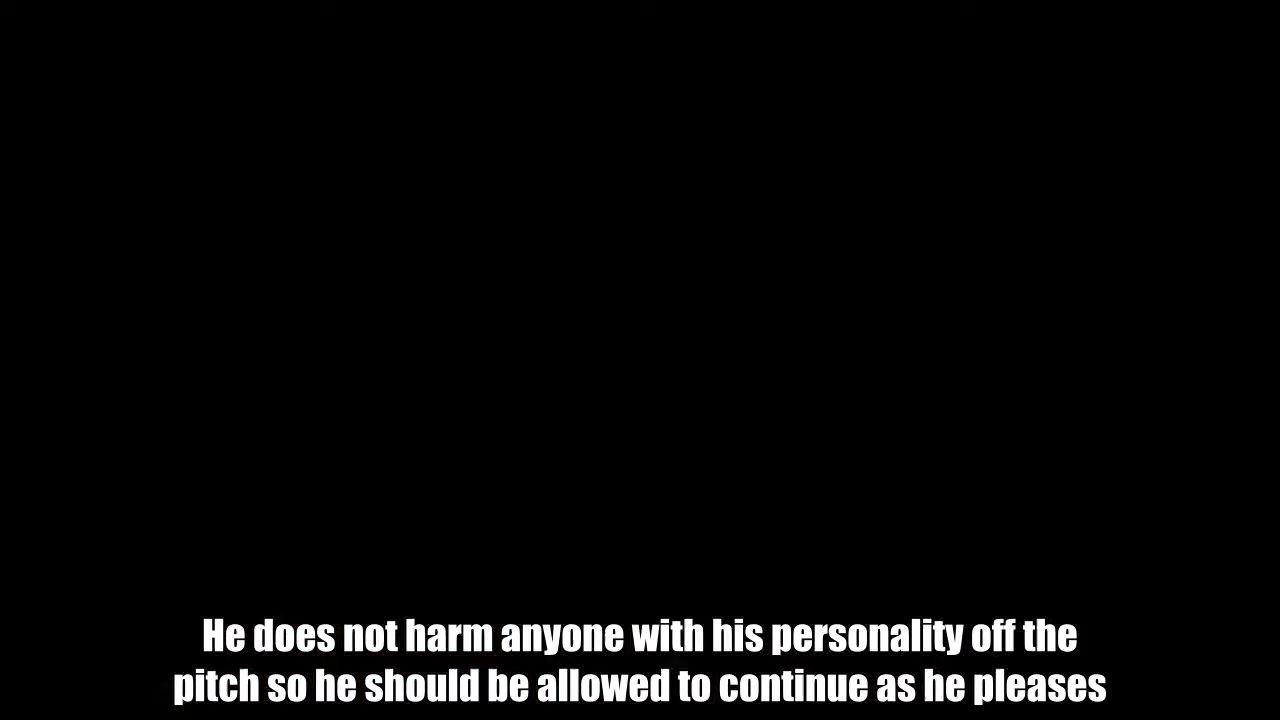 He does not harm anyone with his personality off the
pitch so he should be allowed to continue as he pleases